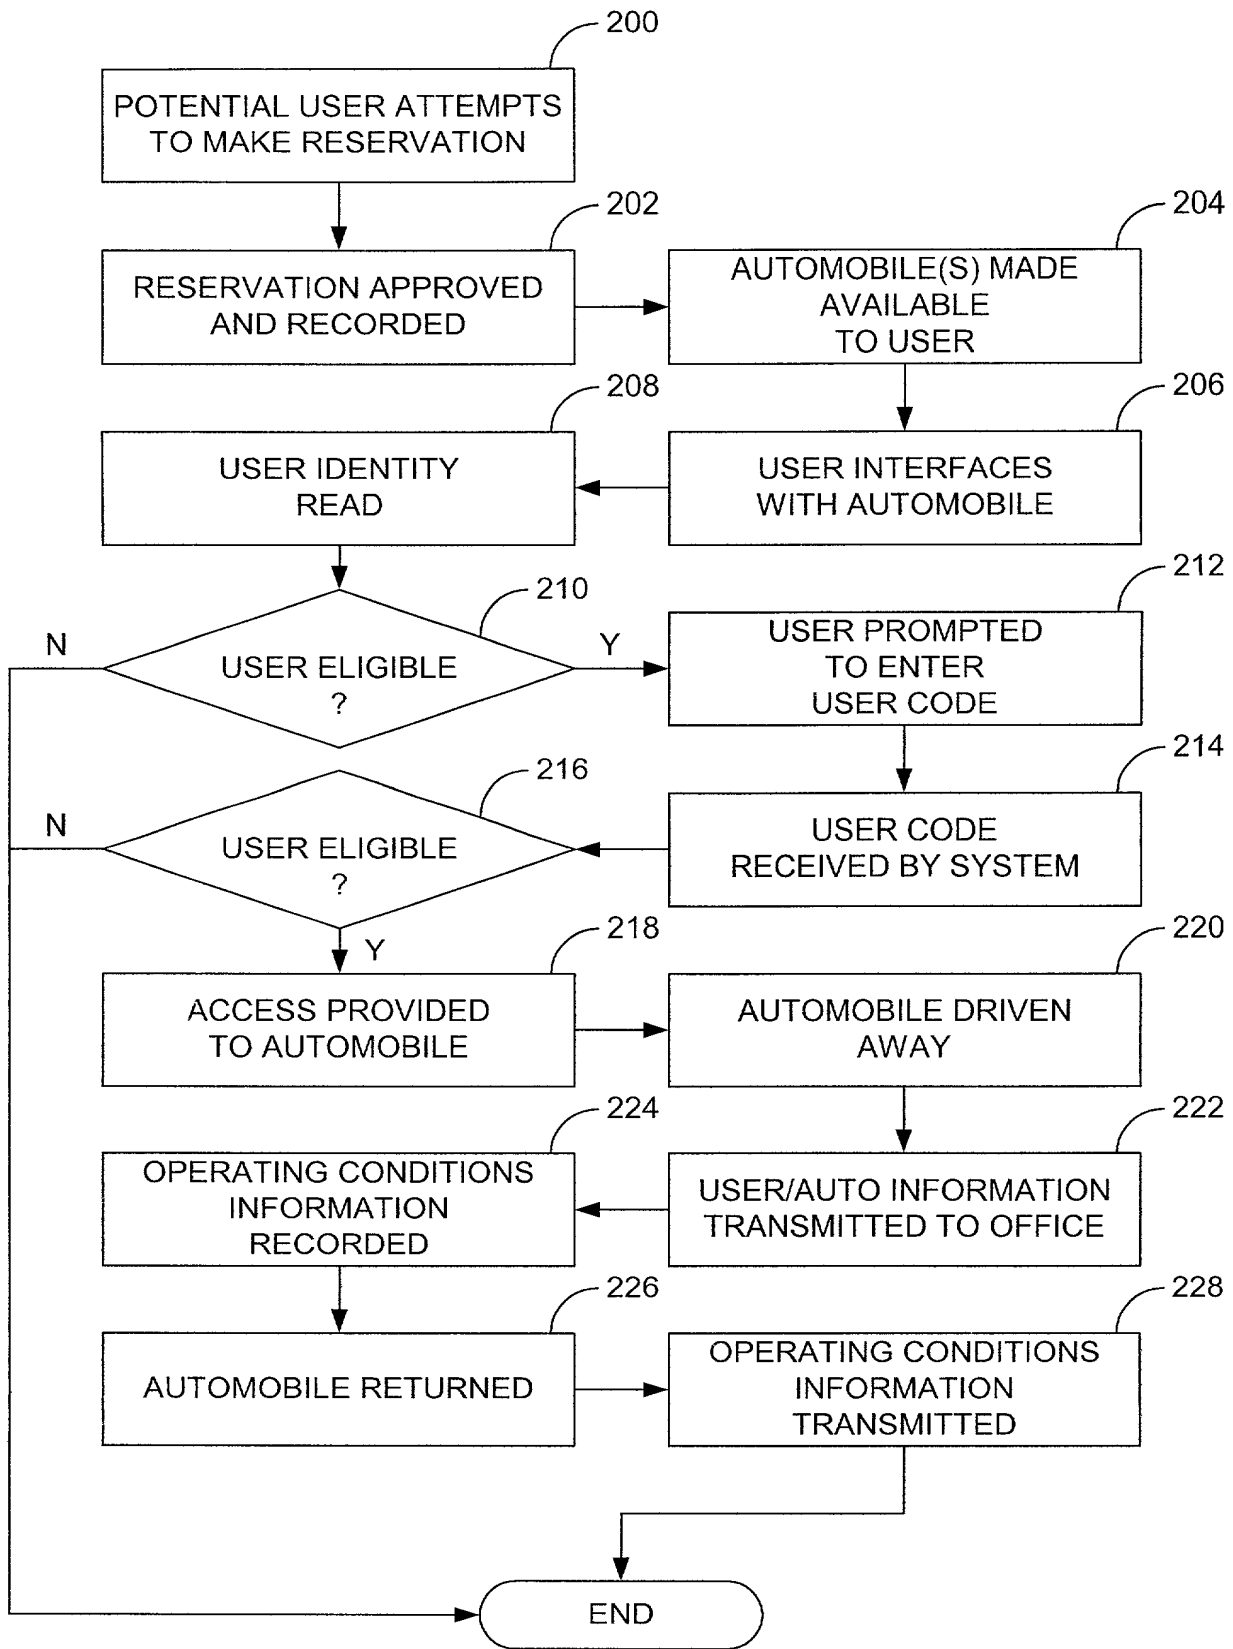 200
POTENTIAL USER ATTEMPTS
TO MAKE RESERVATION
202
RESERVATION APPROVED
AND RECORDED
204
AUTOMOBILE(S) MADE
AVAILABLE
TO USER
206
USER INTERFACES
WITH AUTOMOBILE
208
USER IDENTITY
READ
210
USER ELIGIBLE
?
N
Y
212
USER PROMPTED
TO ENTER
USER CODE
214
USER CODE
RECEIVED BY SYSTEM
216
USER ELIGIBLE
?
N
Y
218
ACCESS PROVIDED
TO AUTOMOBILE
220
AUTOMOBILE DRIVEN
AWAY
222
USER/AUTO INFORMATION
TRANSMITTED TO OFFICE
224
OPERATING CONDITIONS
INFORMATION
RECORDED
226
AUTOMOBILE RETURNED
228
OPERATING CONDITIONS
INFORMATION
TRANSMITTED
END